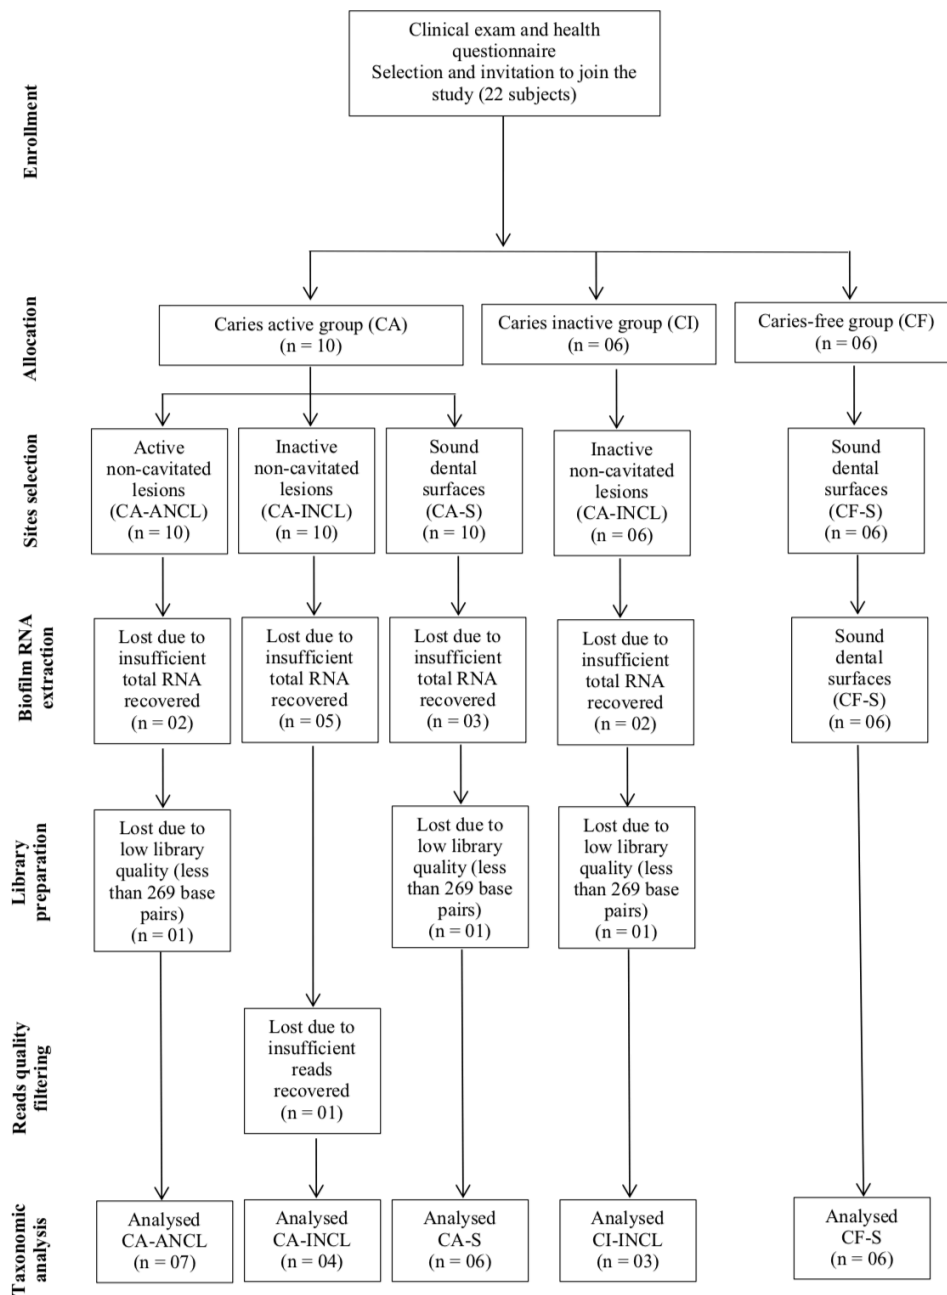 Enrollment
Clinical exam and health
questionnaire
Selection and invitation to join the
study (22 subjects)
Allocation
Caries active group (CA)
(n = 10)
Caries inactive group (CI)
(n = 06)
Caries-free group (CF)
(n = 06)
Sites selection
Active
non-cavitated
lesions
(CA-ANCL)
(n = 10)
Inactive
non-cavitated
lesions
(CA-INCL)
(n = 10)
Sound
dental
surfaces
(CA-S)
(n = 10)
Inactive
non-cavitated
lesions
(CA-INCL)
(n = 06)
Sound
dental
surfaces
(CF-S)
(n = 06)
Biofilm RNA
extraction
Lost due to
insufficient
total RNA
recovered
(n = 02)
Lost due to
insufficient
total RNA
recovered
(n = 05)
Lost due to
insufficient
total RNA
recovered
(n = 03)
Lost due to
insufficient
total RNA
recovered
(n = 02)
Sound
dental
surfaces
(CF-S)
(n = 06)
Library
preparation
Lost due to
low library
quality (less
than 269 base
pairs)
(n = 01)
Lost due to
low library
quality (less
than 269 base
pairs)
(n = 01)
Lost due to
low library
quality (less
than 269 base
pairs)
(n = 01)
Reads quality
filtering
Lost due to
insufficient
reads
recovered
(n = 01)
Taxonomic
analysis
Analysed
CA-ANCL
(n = 07)
Analysed
CA-INCL
(n = 04)
Analysed
CA-S
(n = 06)
Analysed
CI-INCL
(n = 03)
Analysed
CF-S
(n = 06)